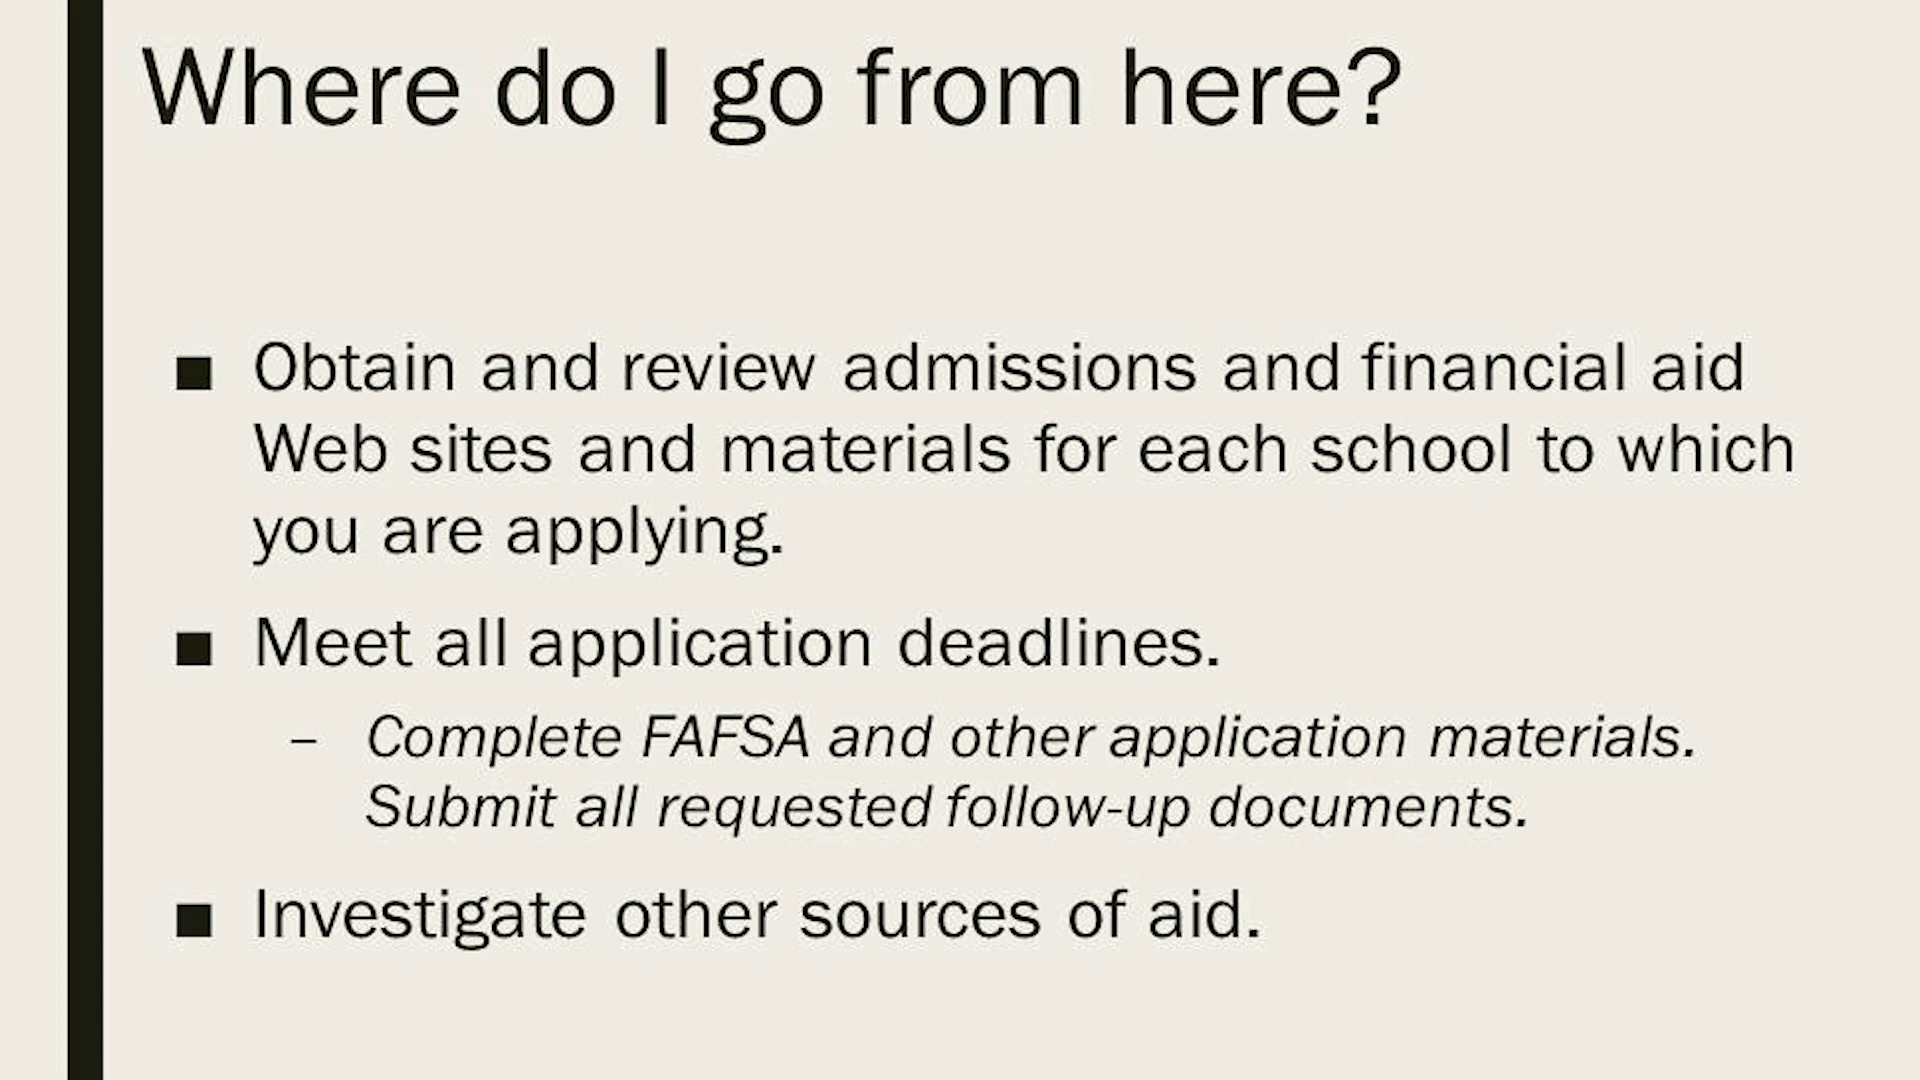 Where do I go from here?
■ Obtain and review admissions and financial aid
Web sites and materials for each school to which
you are applying.
■ Meet all application deadlines.
– Complete FAFSA and other application materials.
Submit all requested follow-up documents.
■ Investigate other sources of aid.